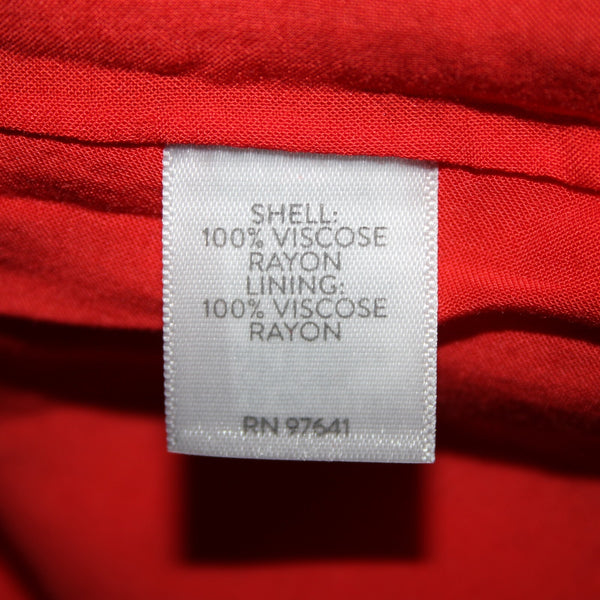 SHELL:
100% VISCOSE
RAYON
LINING:
100% VISCOSE
RAYON
RN 97641